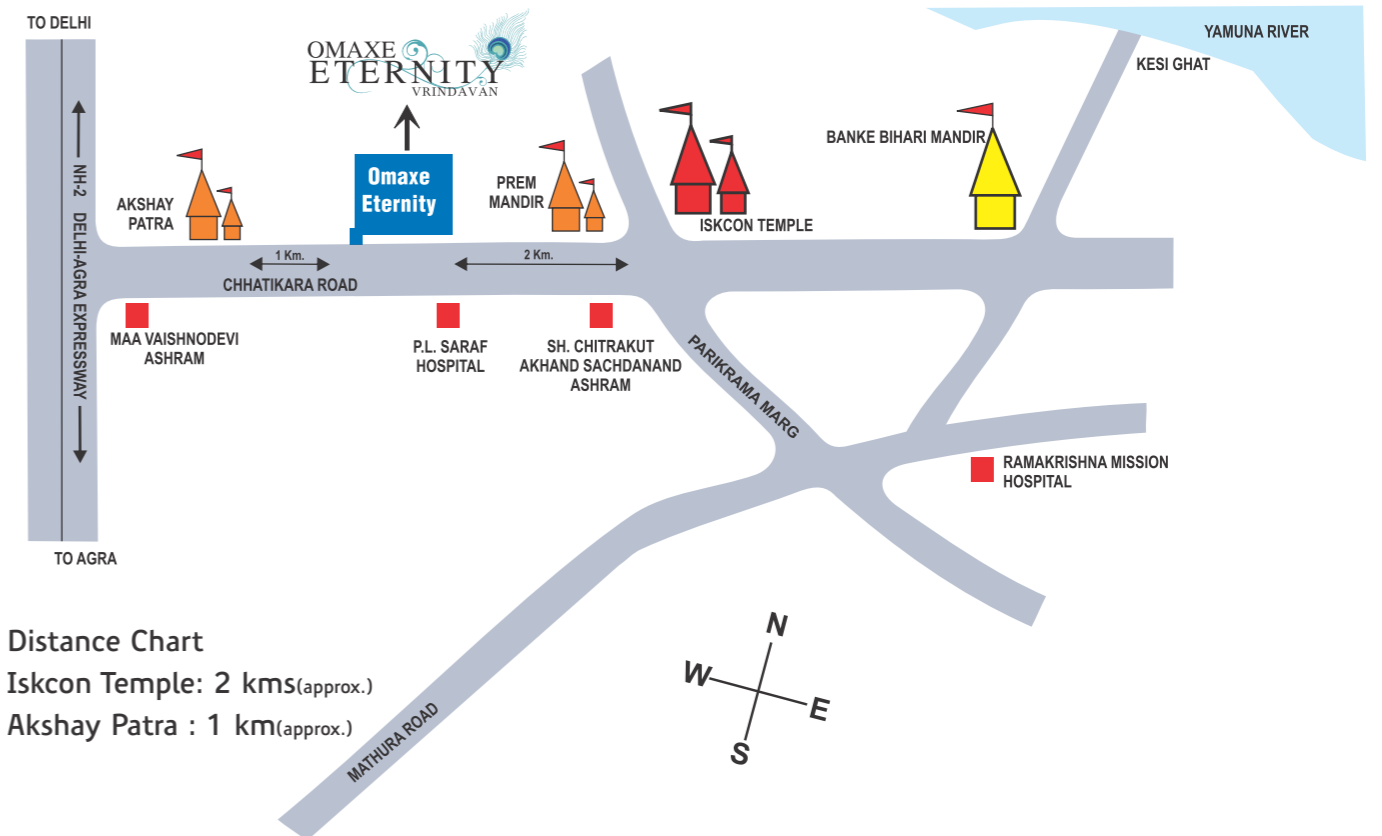 TO DELHI
OMAXE
ETERNITY
VRINDAVAN
YAMUNA RIVER
KESI GHAT
BANKE BIHARI MANDIR
NH-2 DELHI-AGRA EXPRESSWAY
AKSHAY
PATRA
Omaxe
Eternity
PREM
MANDIR
ISKCON TEMPLE
1 Km.
2 Km.
CHHATIKARA ROAD
MAA VAISHNODEVI
ASHRAM
P.L. SARAF
HOSPITAL
SH. CHITRAKUT
AKHAND SACHDANAND
ASHRAM
PARIKRAMA MARG
RAMAKRISHNA MISSION
HOSPITAL
TO AGRA
Distance Chart
Iskcon Temple: 2 kms(approx.)
Akshay Patra : 1 km(approx.)
MATHURA ROAD
N
W
E
S